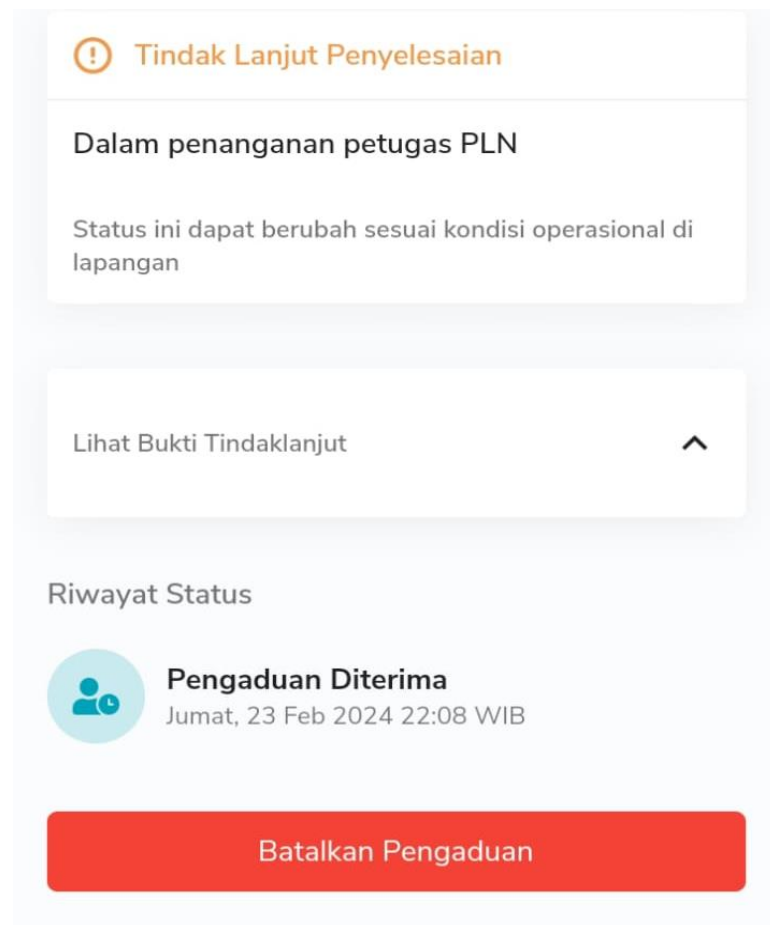 Tindak Lanjut Penyelesaian
Dalam penanganan petugas PLN
Status ini dapat berubah sesuai kondisi operasional di
lapangan
Lihat Bukti Tindaklanjut
Riwayat Status
Pengaduan Diterima
Jumat, 23 Feb 2024 22:08 WIB
Batalkan Pengaduan